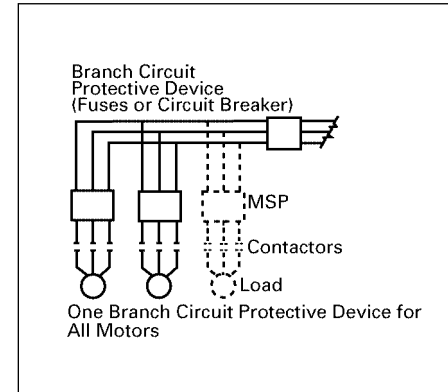 Branch Circuit
Protective Device
(Fuses or Circuit Breaker)
MSP
Contactors
Load
One Branch Circuit Protective Device for
All Motors